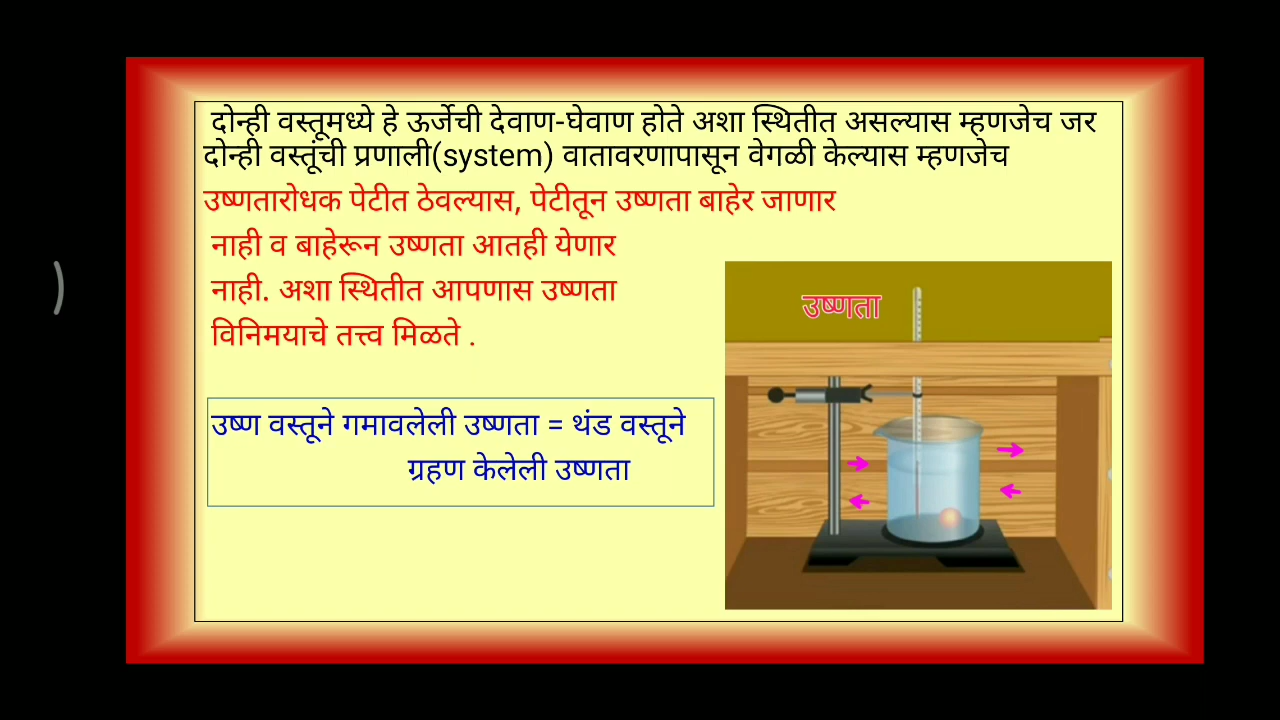 दोन्ही वस्तूमध्ये हे ऊर्जेची देवाण-घेवाण होते अशा स्थितीत असल्यास म्हणजेच जर
दोन्ही वस्तूंची प्रणाली(system) वातावरणापासून वेगळी केल्यास म्हणजेच
उष्णतारोधक पेटीत ठेवल्यास, पेटीतून उष्णता बाहेर जाणार
नाही व बाहेरून उष्णता आतही येणार
नाही. अशा स्थितीत आपणास उष्णता
विनिमयाचे तत्त्व मिळते .
उष्णता
उष्ण वस्तूने गमावलेली उष्णता = थंड वस्तूने
ग्रहण केलेली उष्णता